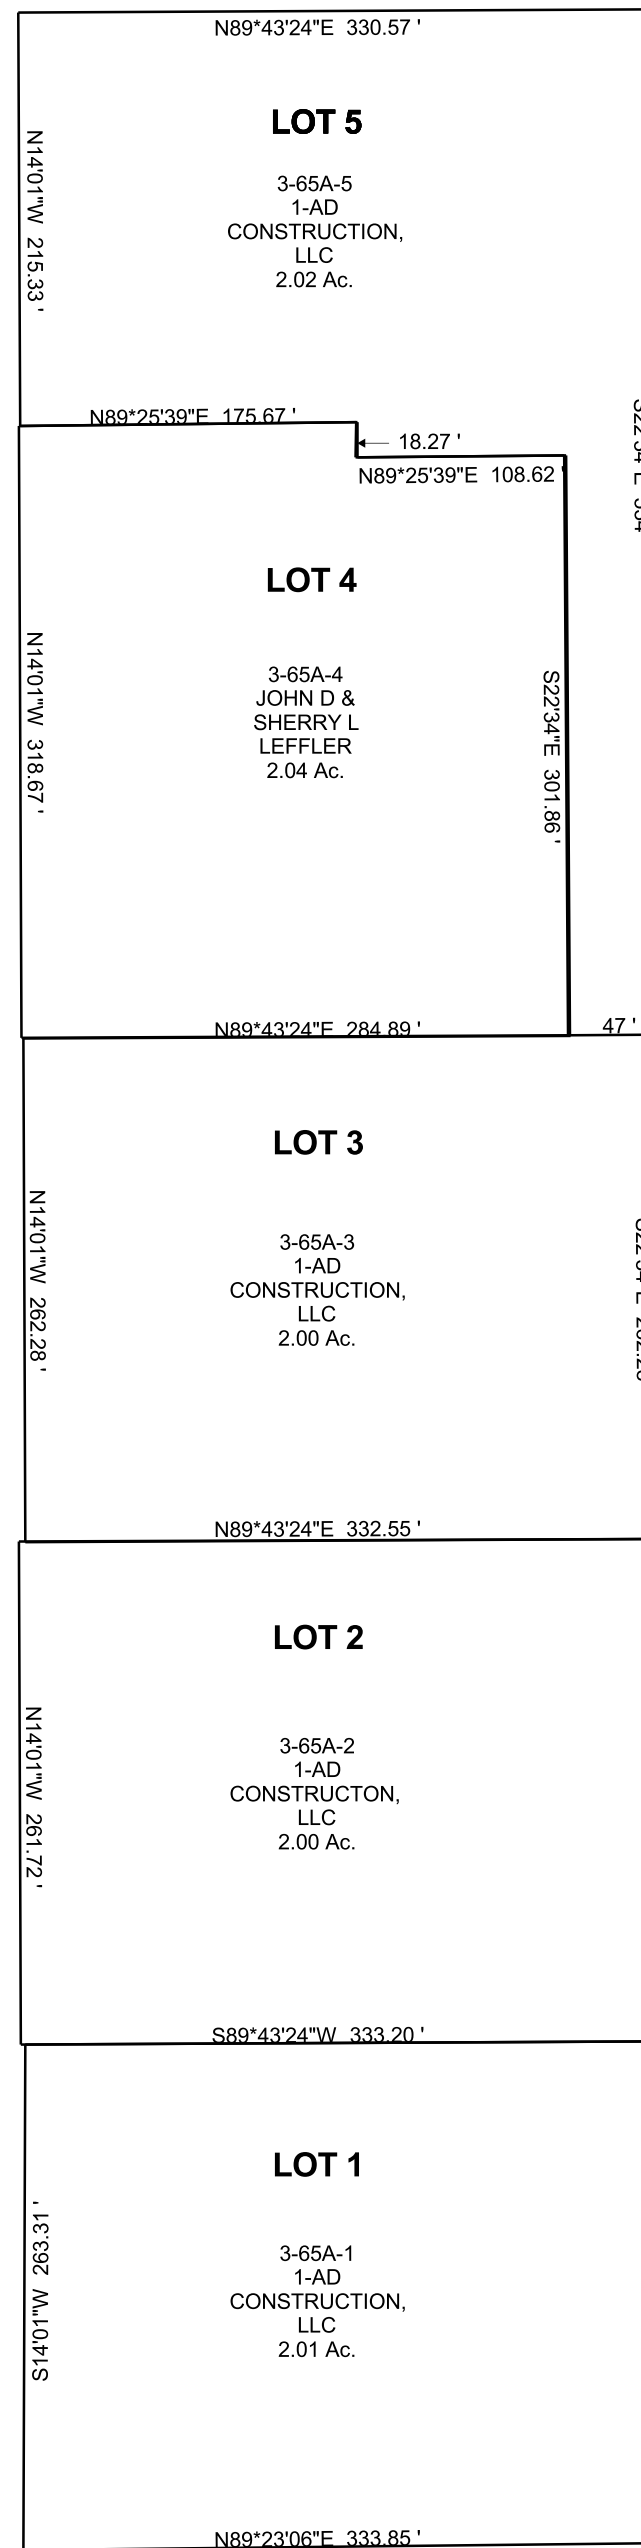 N89*43'24"E 330.57 '
LOT 5
N14'01"W 215.33 '
3-65A-5
1-AD
CONSTRUCTION,
LLC
2.02 Ac.
N89*25'39"E 175.67 '
18.27 '
N89*25'39"E 108.62 '
LOT 4
N14'01"W 318.67 '
3-65A-4
JOHN D &
SHERRY L
LEFFLER
2.04 Ac.
S22'34"E 301.86 '
N89*43'24"E 284.89 '
47 '
LOT 3
N14'01"W 262.28 '
3-65A-3
1-AD
CONSTRUCTION,
LLC
2.00 Ac.
N89*43'24"E 332.55 '
LOT 2
N14'01"W 261.72 '
3-65A-2
1-AD
CONSTRUCTON,
LLC
2.00 Ac.
S89*43'24"W 333.20 '
LOT 1
S14'01"W 263.31 '
3-65A-1
1-AD
CONSTRUCTION,
LLC
2.01 Ac.
N89*23'06"E 333.85 '